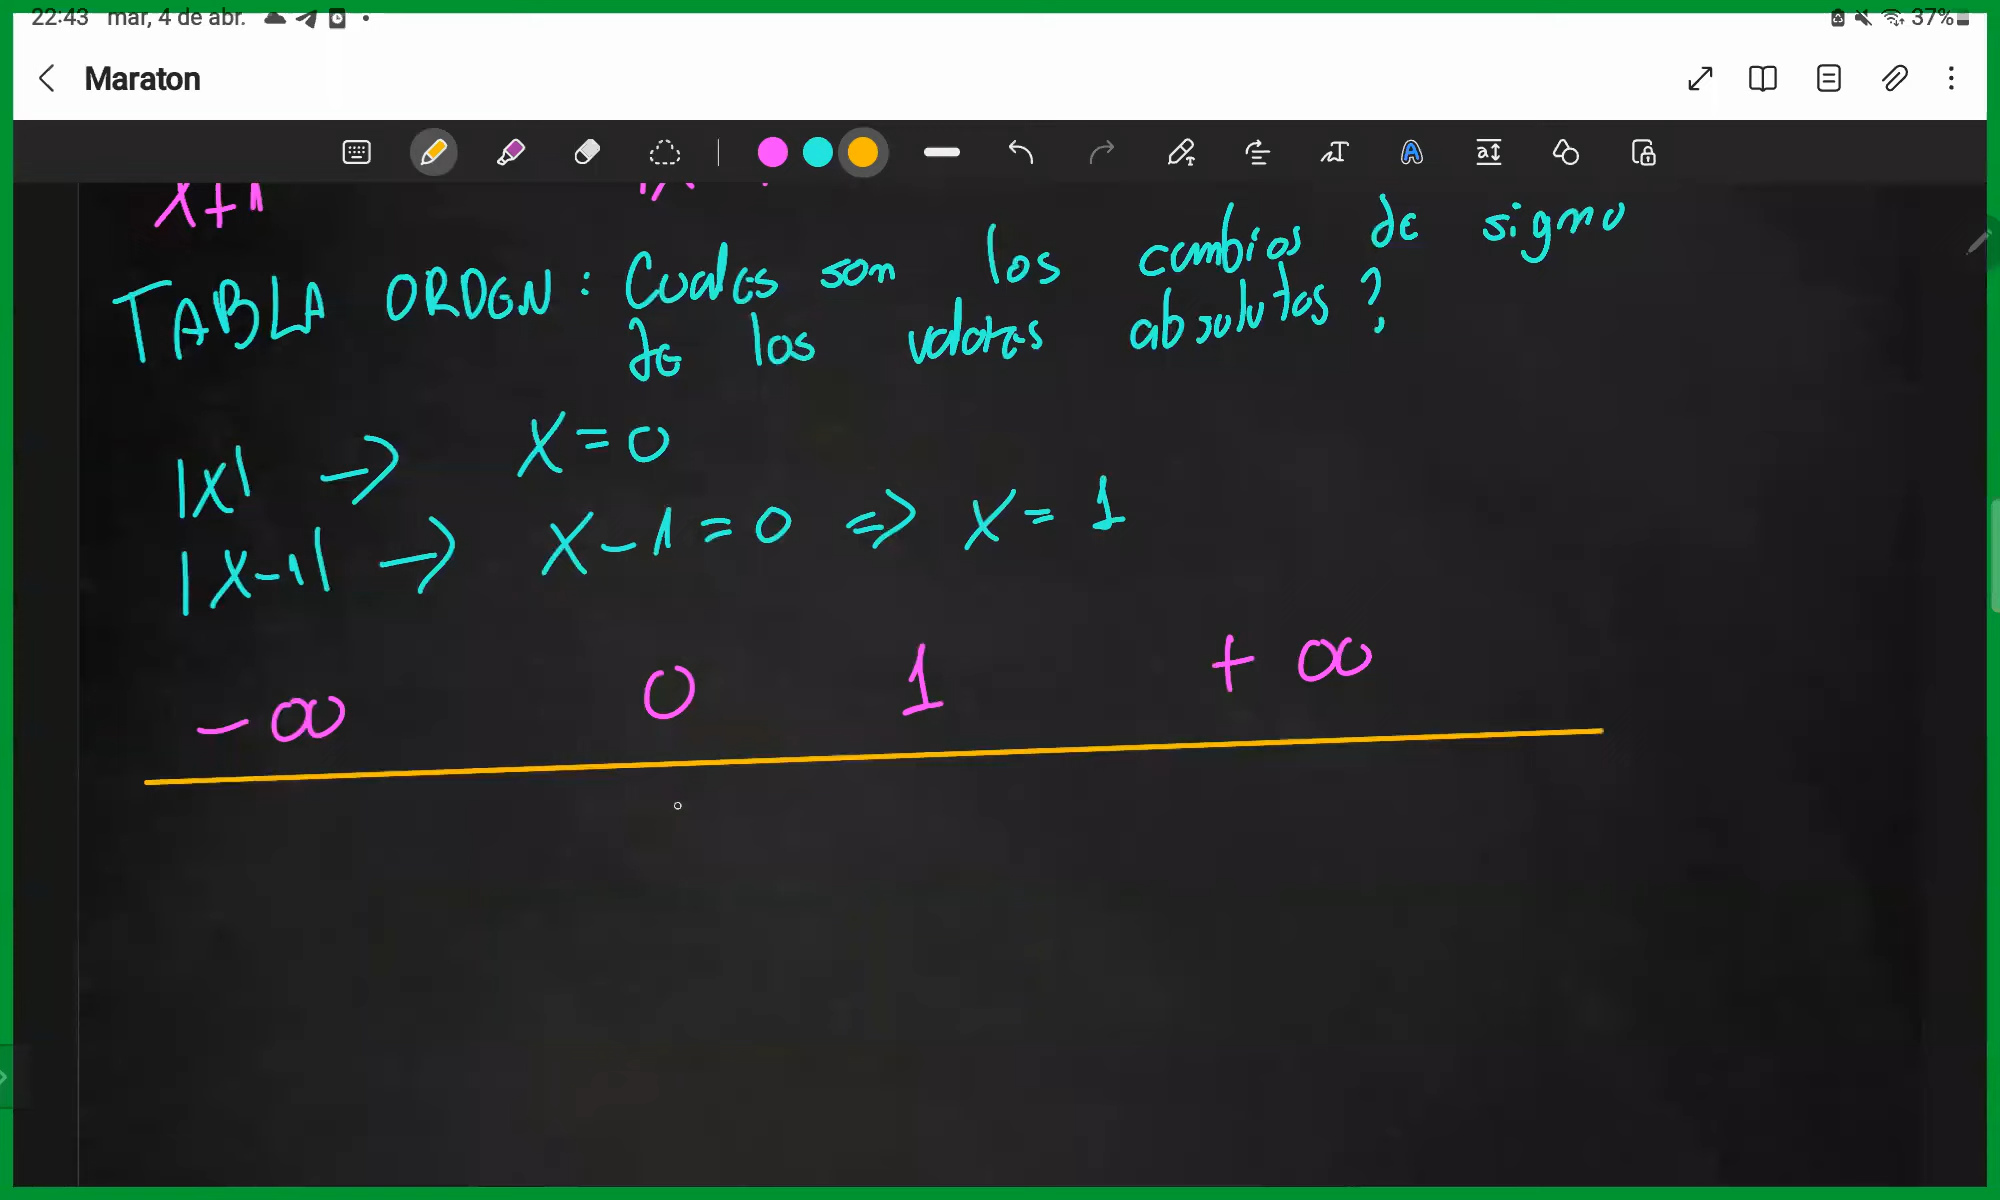 22:43 mar, 4 de abr. 37%
Maraton
x+1
TABLA ORDEN: Cuales son los cambios de signo
de los valores absolutos?
|x| → x=0
|x-1| → x-1=0 ⇒ x=1
-∞ 0 1 +∞